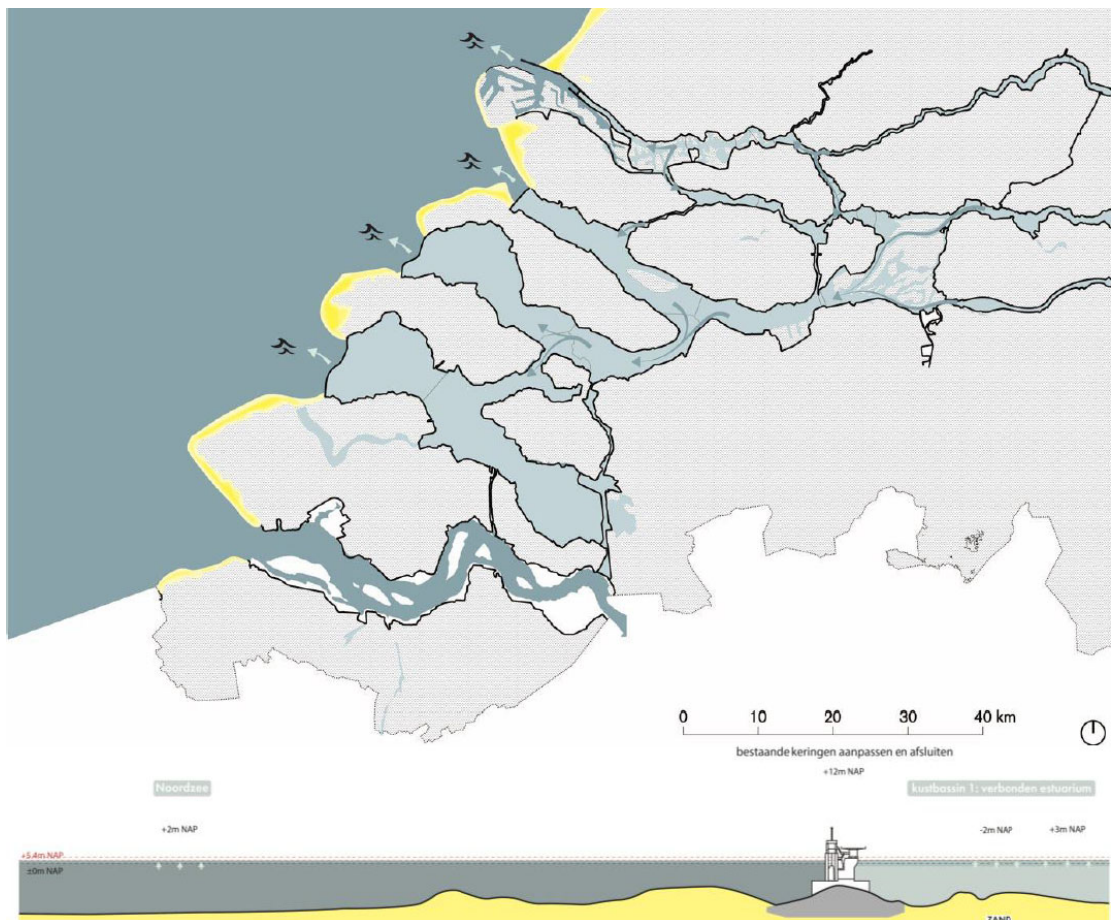 0 10 20 30 40 km
bestaande keringen aanpassen en afsluiten
+12m NAP
Noordzee
kustbassin 1: verbonden estuarium
+2m NAP
-2m NAP +3m NAP
+5.4m NAP
±0m NAP
ZAND